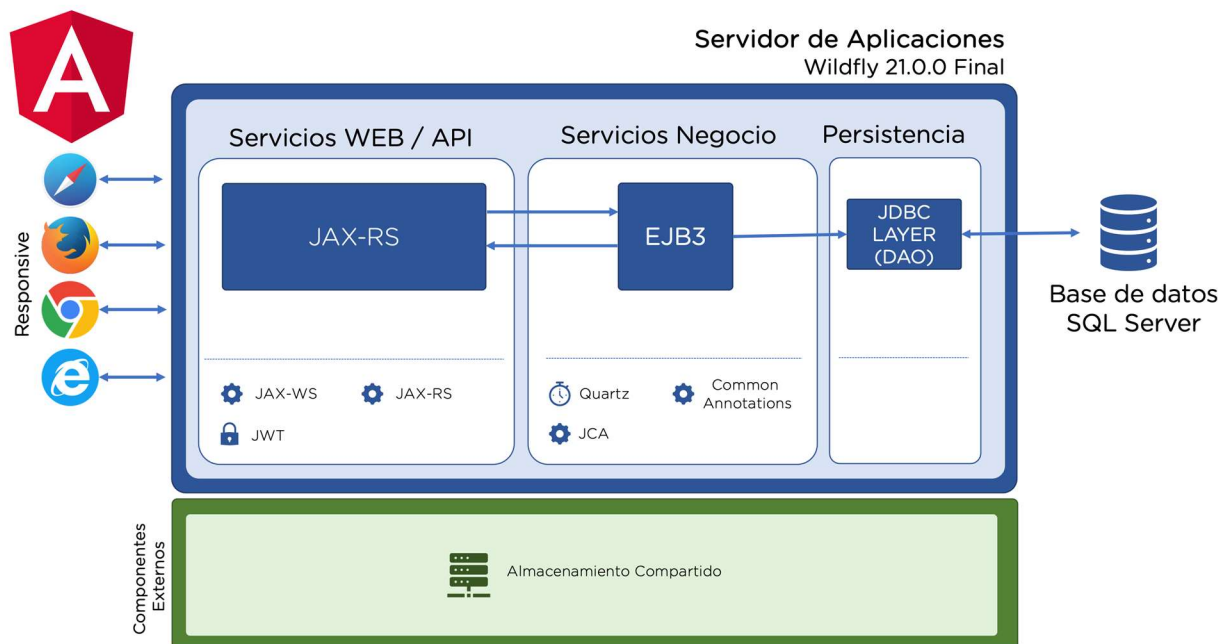 Servidor de Aplicaciones
Wildfly 21.0.0 Final
Servicios WEB / API
Servicios Negocio
Persistencia
Responsive
JAX-RS
EJB3
JDBC
LAYER
(DAO)
Base de datos
SQL Server
JAX-WS
JAX-RS
JWT
Quartz
Common
Annotations
JCA
Componentes
Externos
Almacenamiento Compartido